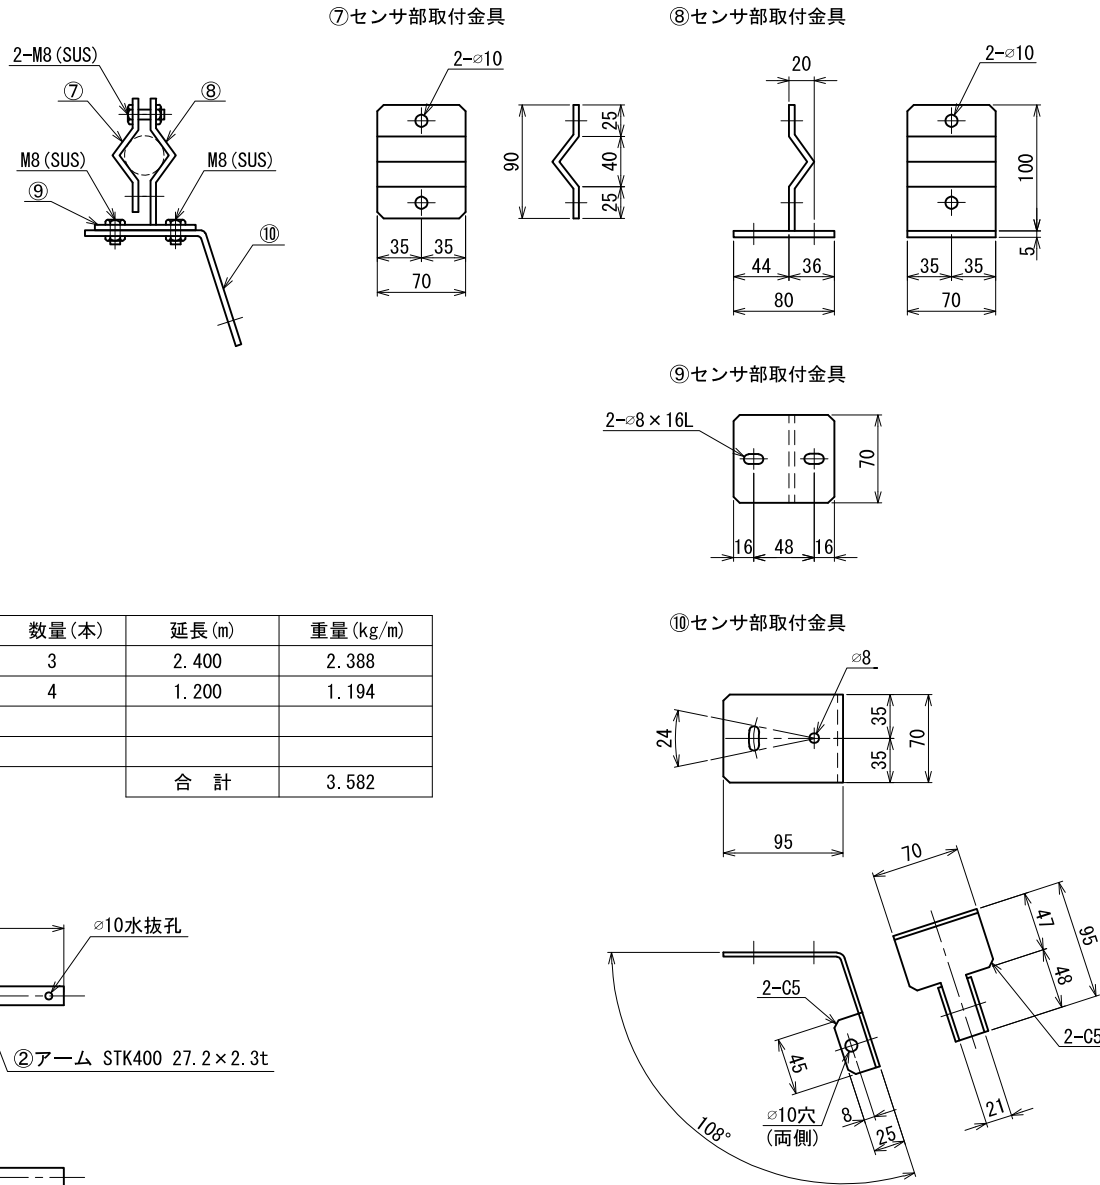 ⑦センサ部取付金具
⑧センサ部取付金具
2-M8(SUS)
⑦
⑧
M8(SUS)
M8(SUS)
⑨
⑩
2-⌀10
90
25
40
25
35
35
70
20
2-⌀10
100
5
44
36
80
35
35
70
⑨センサ部取付金具
2-⌀8×16L
70
16
48
16
数量(本) 延長(m) 重量(kg/m)
3 2.400 2.388
4 1.200 1.194
合 計 3.582
⑩センサ部取付金具
⌀8
24
35
35
70
95
⌀10水抜孔
②アーム STK400 27.2×2.3t
70
47
95
48
2-C5
2-C5
45
⌀10穴
(両側)
8
25
21
108°